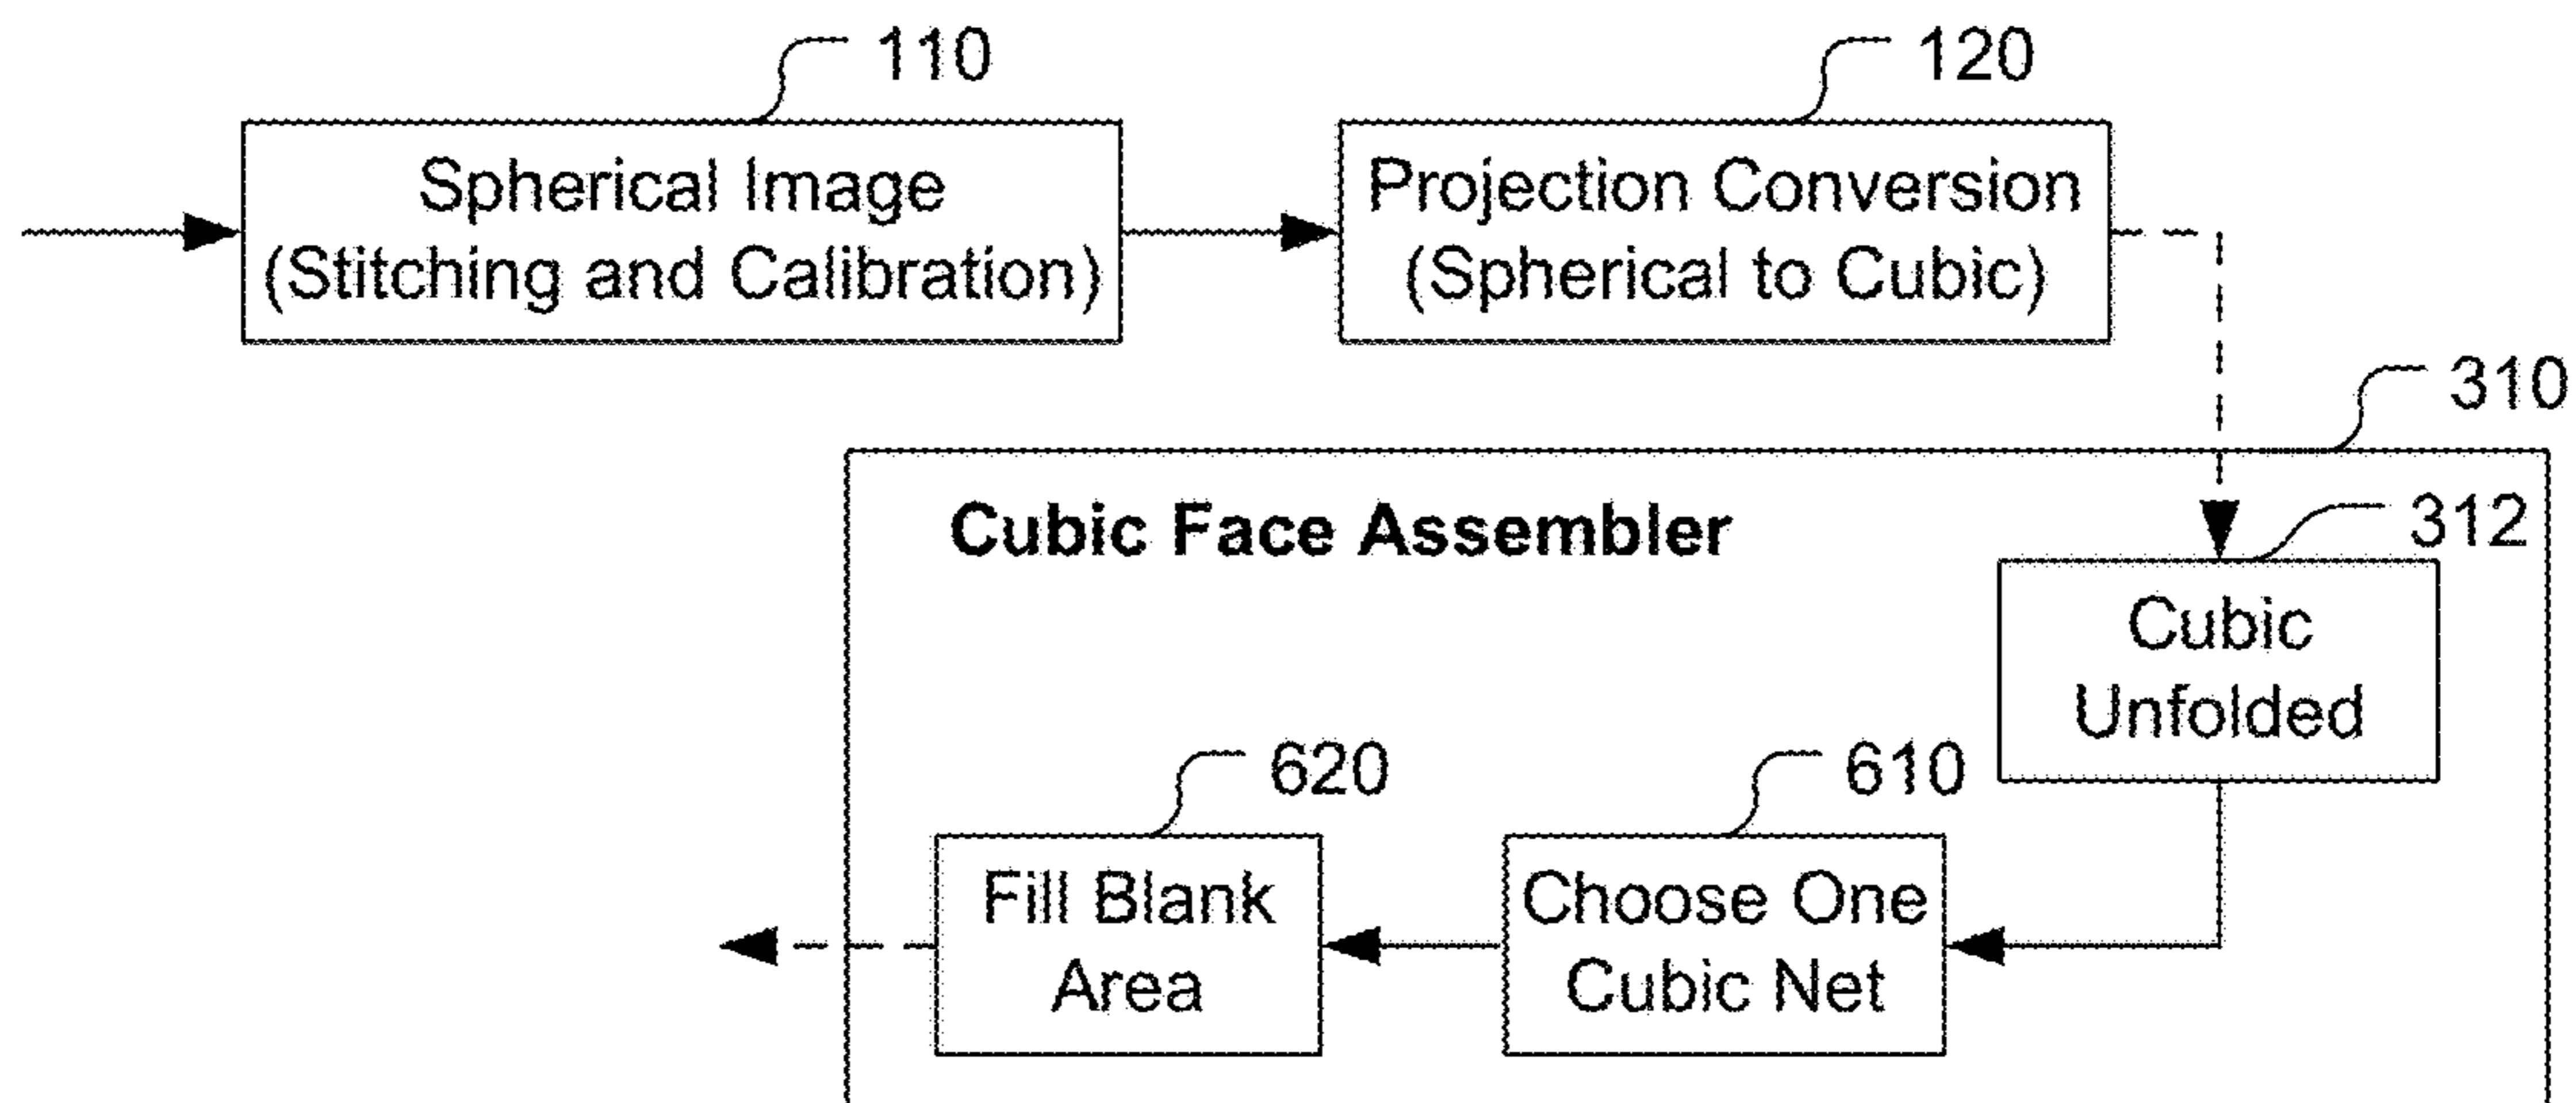 110
120
Spherical Image
(Stitching and Calibration)
Projection Conversion
(Spherical to Cubic)
310
Cubic Face Assembler
312
Cubic
Unfolded
620
610
Fill Blank
Area
Choose One
Cubic Net